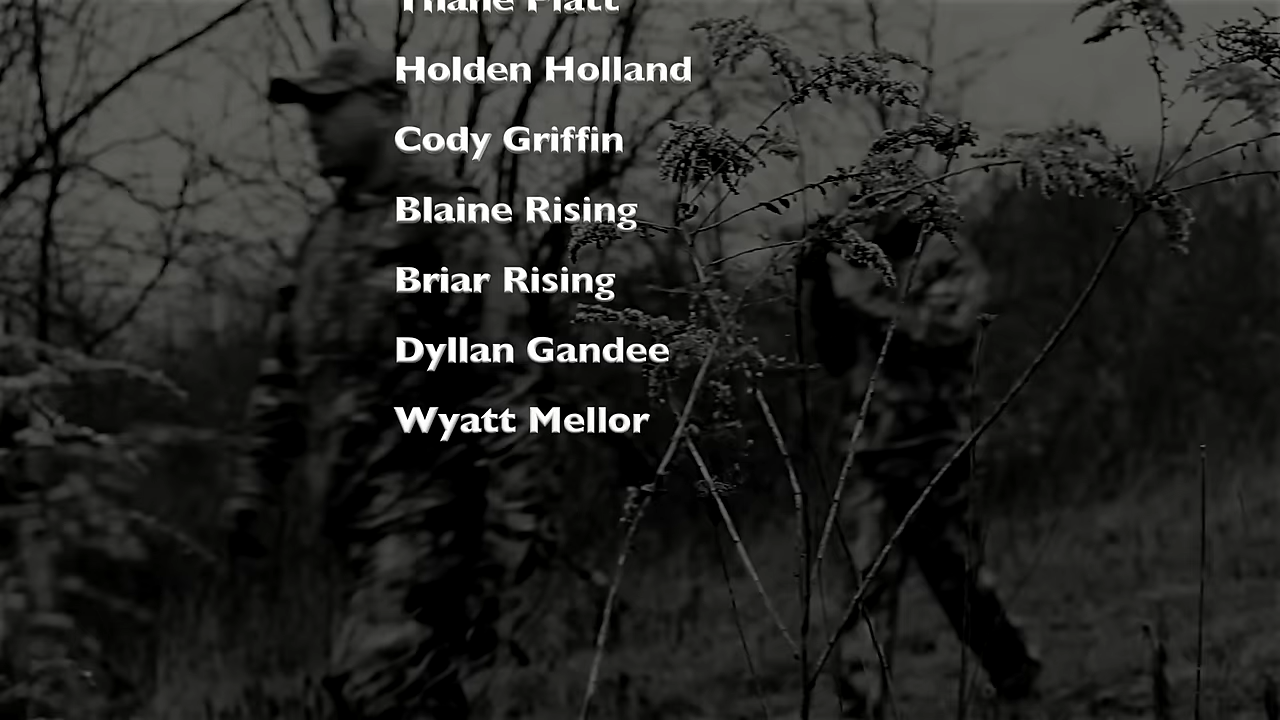 Holden Holland
Cody Griffin
Blaine Rising
Briar Rising
Dyllan Gandee
Wyatt Mellor